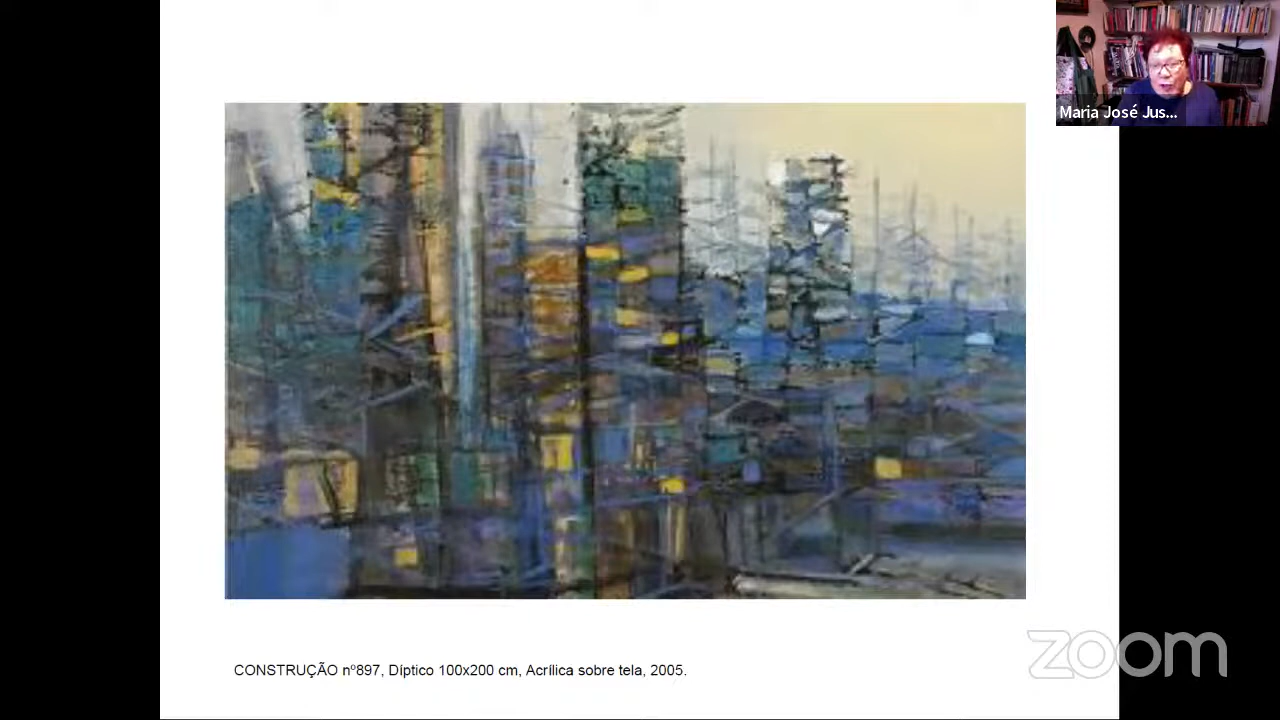 Maria José Jus...
CONSTRUÇÃO nº897, Díptico 100x200 cm, Acrílica sobre tela, 2005.
zoom